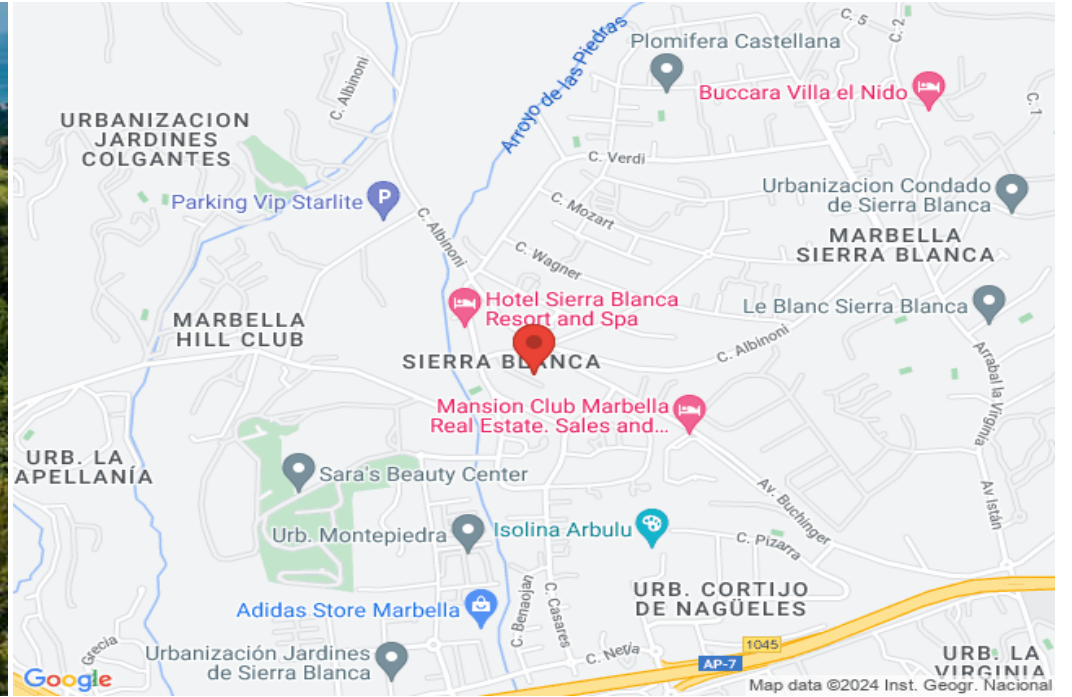 C. 5
Arroyo de las Piedras
Plomifera Castellana
C. 2
C. Albinoni
Buccara Villa el Nido
C. 1
URBANIZACION
JARDINES
COLGANTES
C. Verdi
Parking Vip Starlite
P
Urbanizacion Condado
de Sierra Blanca
C. Mozart
C. Albinoni
MARBELLA
SIERRA BLANCA
C. Wagner
Hotel Sierra Blanca
Resort and Spa
Le Blanc Sierra Blanca
MARBELLA
HILL CLUB
C. Albinoni
SIERRA BLANCA
Arrabal la Virginia
Mansion Club Marbella
Real Estate. Sales and...
URB. LA
APELLANÍA
Sara's Beauty Center
Av. Buchinger
Av Istán
Urb. Montepiedra
Isolina Arbulu
C. Pizarra
URB. CORTIJO
DE NAGÜELES
C. Benaojan
C. Casares
Adidas Store Marbella
Grecia
Urbanización Jardines
de Sierra Blanca
C. Nerja
1045
AP-7
URB. LA
VIRGINIA
Google
Map data ©2024 Inst. Geogr. Nacional